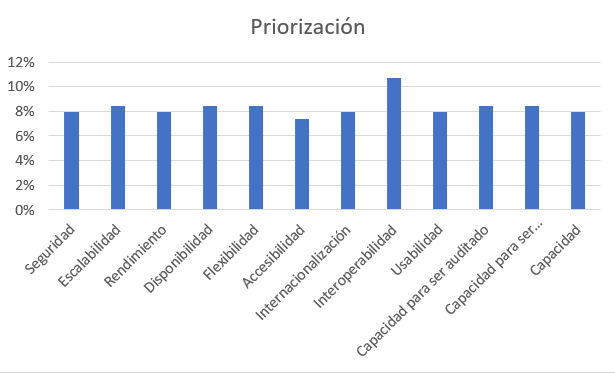 Priorización
12%
10%
8%
6%
4%
2%
0%
Seguridad
Escalabilidad
Rendimiento
Disponibilidad
Flexibilidad
Accesibilidad
Internacionalización
Interoperabilidad
Usabilidad
Capacidad para ser auditado
Capacidad para ser...
Capacidad